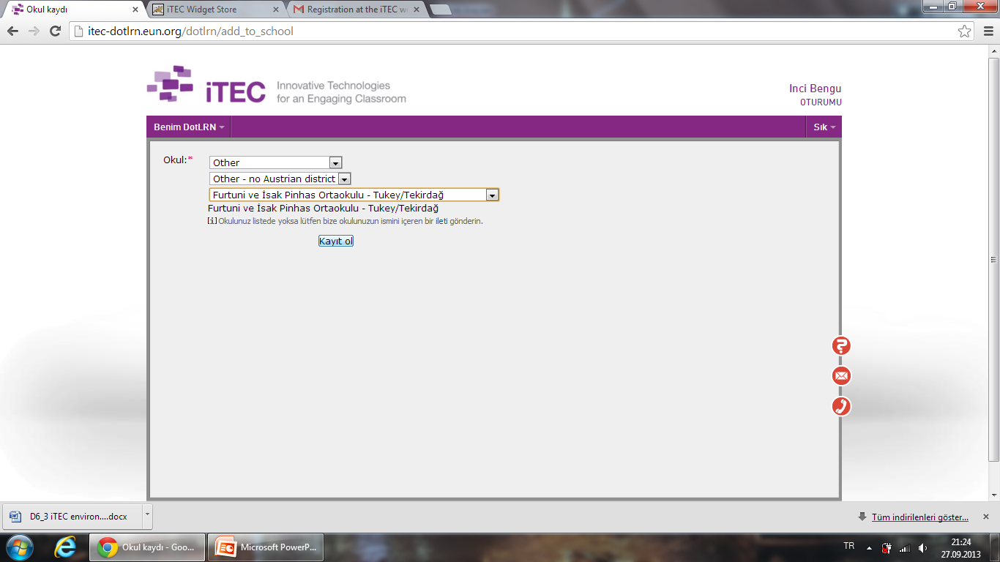 Okul kaydı
iTEC Widget Store
Registration at the iTEC w
itec-dotlrn.eun.org/dotlrn/add_to_school
iTEC
Innovative Technologies
for an Engaging Classroom
Inci Bengu
OTURUMU
Benim DotLRN
Sık
Okul:*
Other
Other - no Austrian district
Furtuni ve İsak Pinhas Ortaokulu - Tukey/Tekirdağ
Furtuni ve İsak Pinhas Ortaokulu - Tukey/Tekirdağ
[i] Okulunuz listede yoksa lütfen bize okulunuzun ismini içeren bir ileti gönderin.
Kayıt ol
D6_3 iTEC environ....docx
Tüm indirilenleri göster...
Okul kaydı - Goo...
Microsoft PowerP...
TR
21:24
27.09.2013